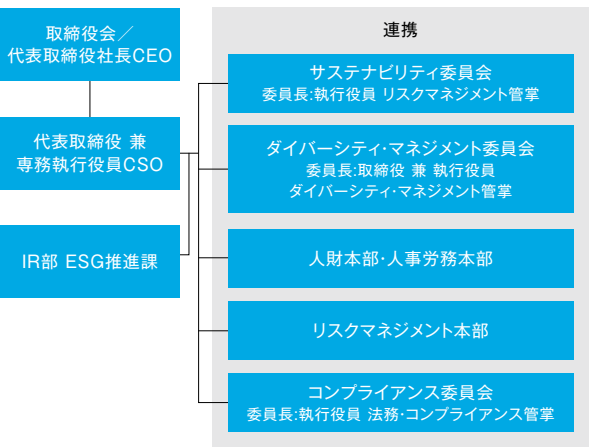 取締役会／
代表取締役社長CEO
代表取締役 兼
専務執行役員CSO
IR部 ESG推進課
連携
サステナビリティ委員会
委員長:執行役員 リスクマネジメント管掌
ダイバーシティ・マネジメント委員会
委員長:取締役 兼 執行役員
ダイバーシティ・マネジメント管掌
人財本部・人事労務本部
リスクマネジメント本部
コンプライアンス委員会
委員長:執行役員 法務・コンプライアンス管掌